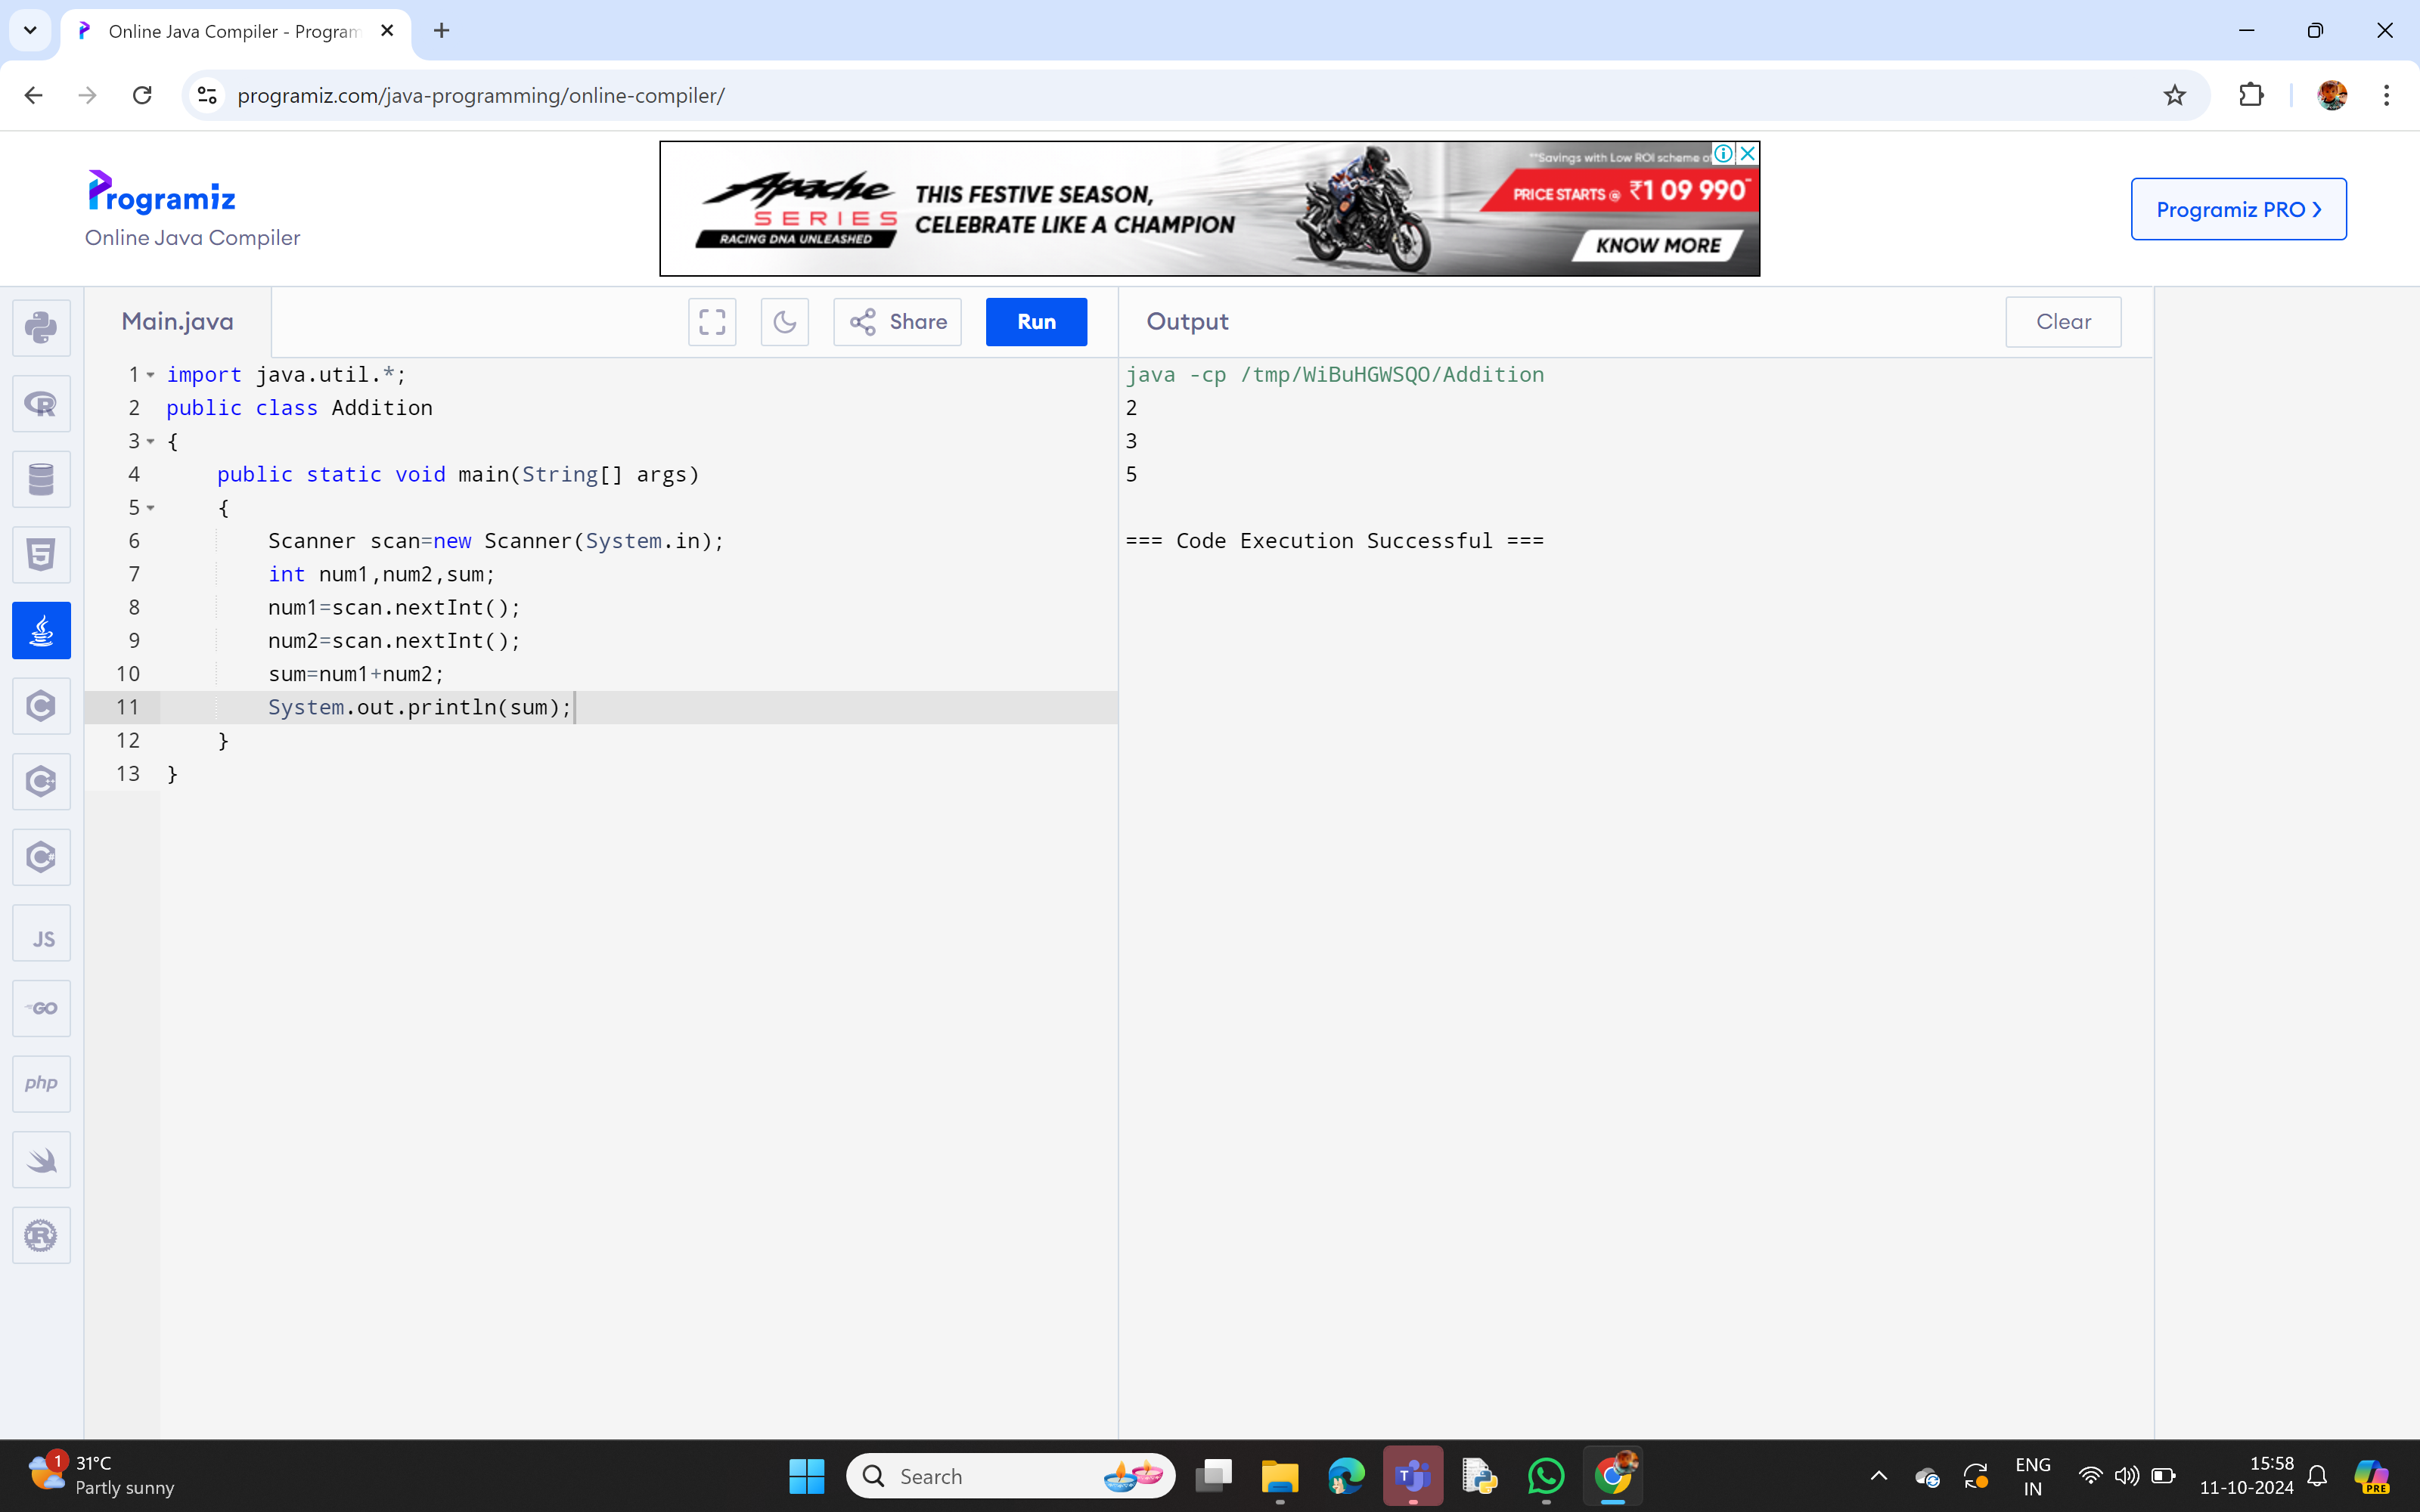 Online Java Compiler - Program
programiz.com/java-programming/online-compiler/
Programiz
Online Java Compiler
Apache
SERIES
RACING DNA UNLEASHED
THIS FESTIVE SEASON,
CELEBRATE LIKE A CHAMPION
**Savings with Low ROI scheme of
PRICE STARTS @ ₹1 09 990
KNOW MORE
Programiz PRO ›
Main.java
Share
Run
Output
Clear
1 import java.util.*;
2 public class Addition
3 {
4 public static void main(String[] args)
5 {
6 Scanner scan=new Scanner(System.in);
7 int num1,num2,sum;
8 num1=scan.nextInt();
9 num2=scan.nextInt();
10 sum=num1+num2;
11 System.out.println(sum);
12 }
13 }
java -cp /tmp/WiBuHGWSQO/Addition
2
3
5
=== Code Execution Successful ===
R
5
C
C
C#
JS
GO
php
R
1
31°C
Partly sunny
Search
T
ENG
IN
15:58
11-10-2024
PRE